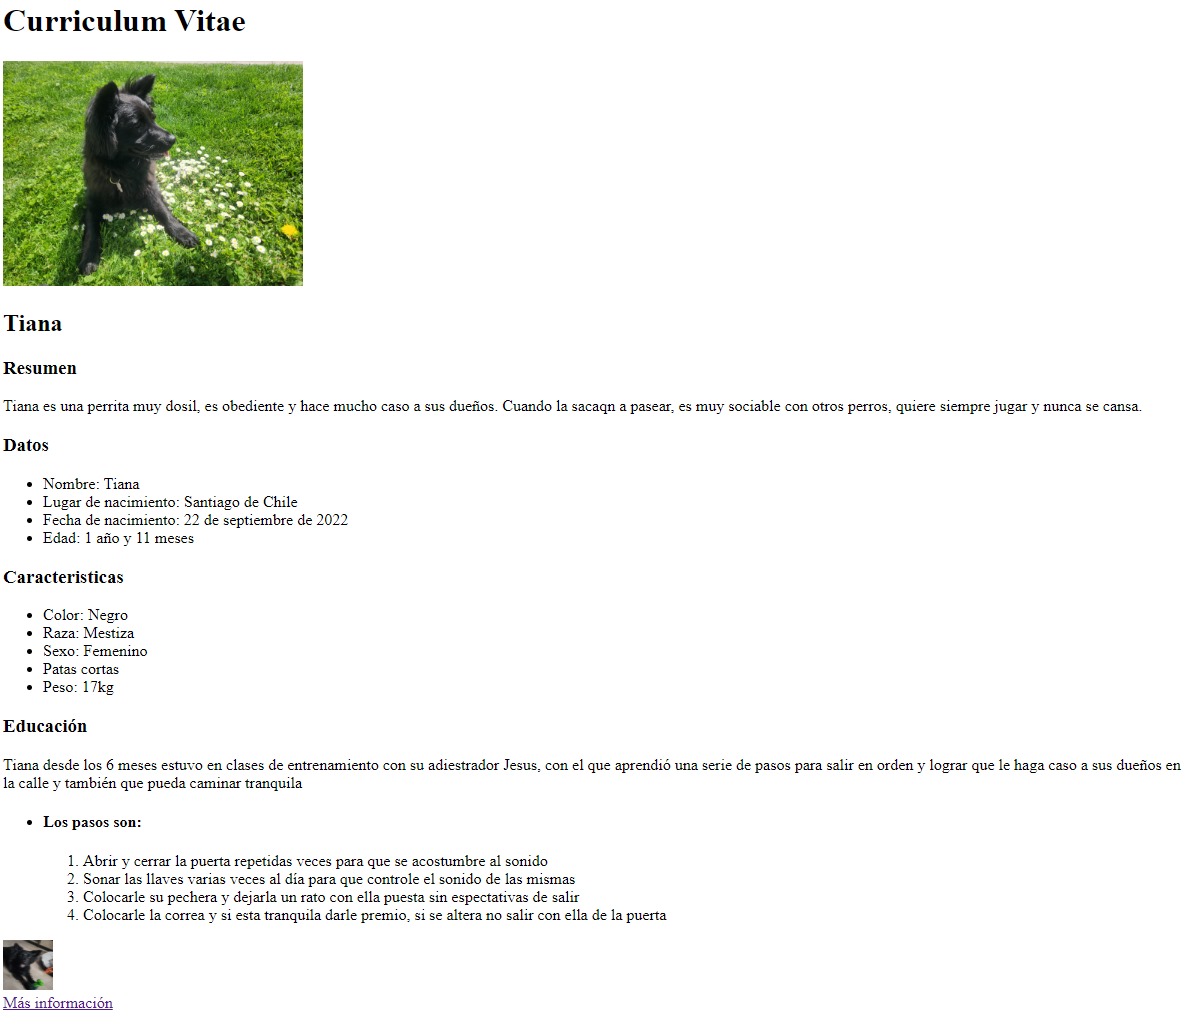 Curriculum Vitae
Tiana
Resumen
Tiana es una perrita muy dosil, es obediente y hace mucho caso a sus dueños. Cuando la sacaqn a pasear, es muy sociable con otros perros, quiere siempre jugar y nunca se cansa.
Datos
• Nombre: Tiana
• Lugar de nacimiento: Santiago de Chile
• Fecha de nacimiento: 22 de septiembre de 2022
• Edad: 1 año y 11 meses
Caracteristicas
• Color: Negro
• Raza: Mestiza
• Sexo: Femenino
• Patas cortas
• Peso: 17kg
Educación
Tiana desde los 6 meses estuvo en clases de entrenamiento con su adiestrador Jesus, con el que aprendió una serie de pasos para salir en orden y lograr que le haga caso a sus dueños en
la calle y también que pueda caminar tranquila
• Los pasos son:
1. Abrir y cerrar la puerta repetidas veces para que se acostumbre al sonido
2. Sonar las llaves varias veces al día para que controle el sonido de las mismas
3. Colocarle su pechera y dejarla un rato con ella puesta sin espectativas de salir
4. Colocarle la correa y si esta tranquila darle premio, si se altera no salir con ella de la puerta
Más información